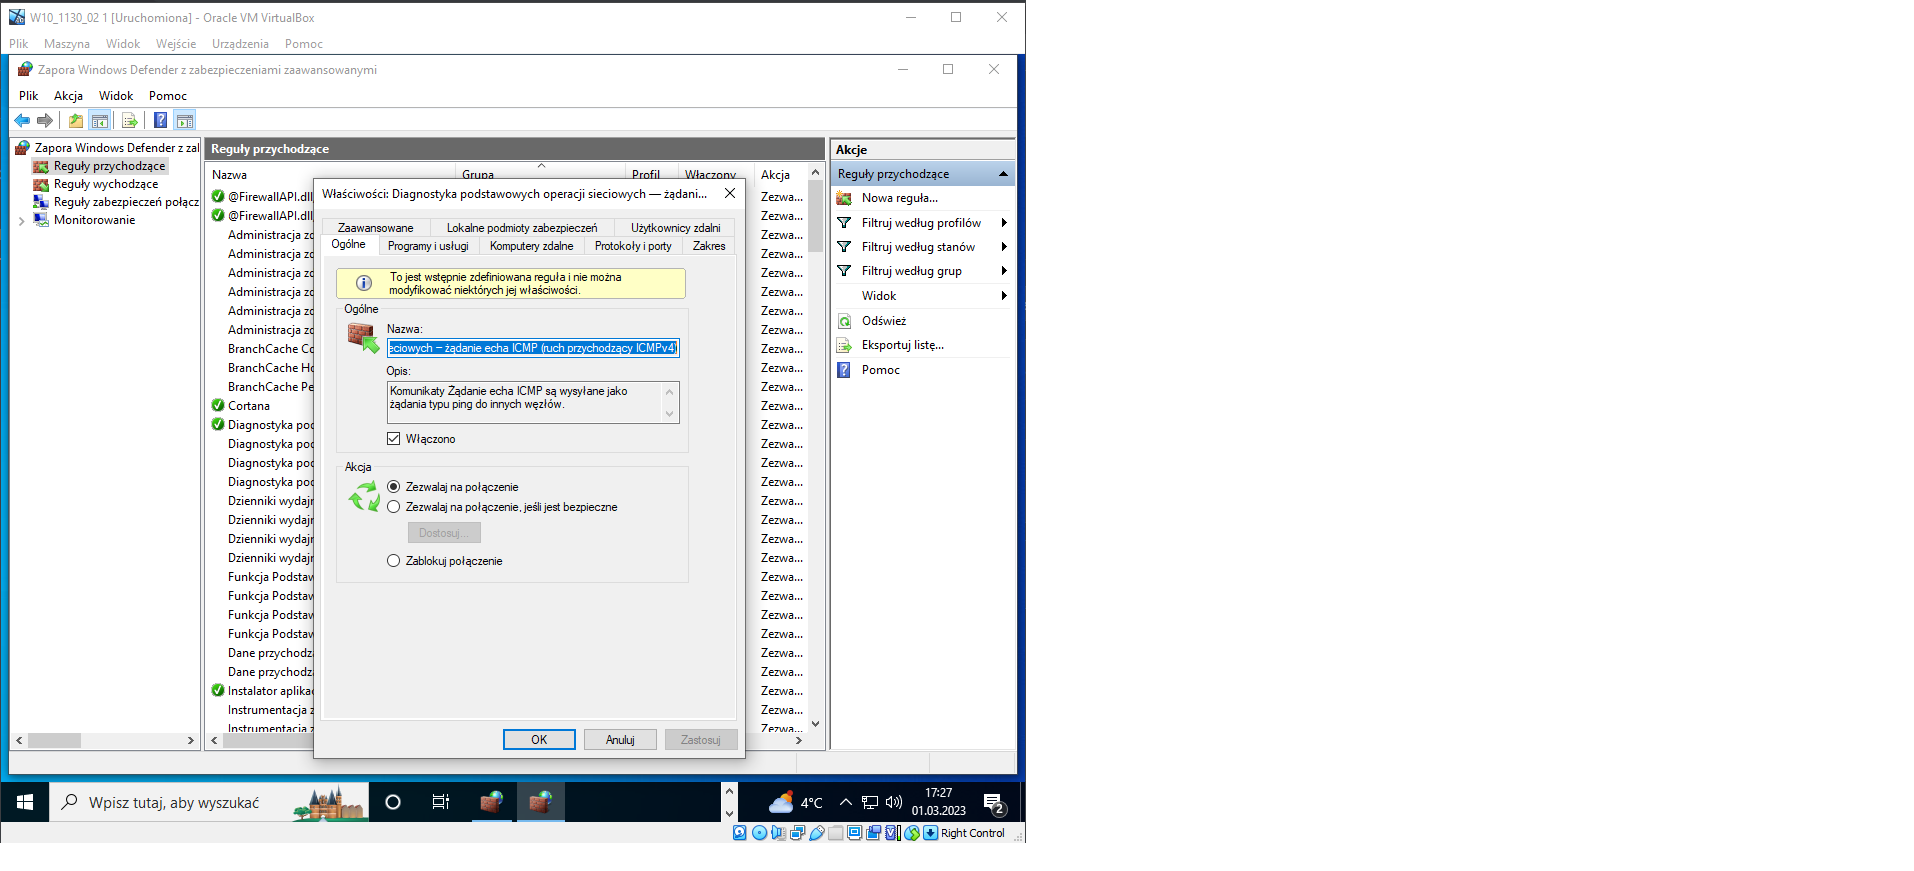 W10_1130_02 1 [Uruchomiona] - Oracle VM VirtualBox
Plik Maszyna Widok Wejście Urządzenia Pomoc
Zapora Windows Defender z zabezpieczeniami zaawansowanymi
Plik Akcja Widok Pomoc
Zapora Windows Defender z zal
Reguły przychodzące
Reguły wychodzące
Reguły zabezpieczeń połącz
Monitorowanie
Reguły przychodzące
Nazwa Grupa Profil Włączony Akcja
@FirewallAPI.dll, Zezwa...
@FirewallAPI.dll, Zezwa...
Administracja zd Zezwa...
Administracja zd Zezwa...
Administracja zd Zezwa...
Administracja zd Zezwa...
Administracja zd Zezwa...
Administracja zd Zezwa...
BranchCache Co Zezwa...
BranchCache Ho Zezwa...
BranchCache Pe Zezwa...
Cortana Zezwa...
Diagnostyka pod Zezwa...
Diagnostyka pod Zezwa...
Diagnostyka pod Zezwa...
Diagnostyka pod Zezwa...
Dzienniki wydajn Zezwa...
Dzienniki wydajn Zezwa...
Dzienniki wydajn Zezwa...
Dzienniki wydajn Zezwa...
Funkcja Podstaw Zezwa...
Funkcja Podstaw Zezwa...
Funkcja Podstaw Zezwa...
Funkcja Podstaw Zezwa...
Dane przychodza Zezwa...
Dane przychodza Zezwa...
Instalator aplikac Zezwa...
Instrumentacja z Zezwa...
Instrumentacja z Zezwa...
Właściwości: Diagnostyka podstawowych operacji sieciowych — żądani...
Zaawansowane Lokalne podmioty zabezpieczeń Użytkownicy zdalni
Ogólne Programy i usługi Komputery zdalne Protokoły i porty Zakres
To jest wstępnie zdefiniowana reguła i nie można
modyfikować niektórych jej właściwości.
Ogólne
Nazwa:
eciowych – żądanie echa ICMP (ruch przychodzący ICMPv4)
Opis:
Komunikaty Żądanie echa ICMP są wysyłane jako
żądania typu ping do innych węzłów.
Włączono
Akcja
Zezwalaj na połączenie
Zezwalaj na połączenie, jeśli jest bezpieczne
Dostosuj...
Zablokuj połączenie
OK Anuluj Zastosuj
Akcje
Reguły przychodzące
Nowa reguła...
Filtruj według profilów
Filtruj według stanów
Filtruj według grup
Widok
Odśwież
Eksportuj listę...
Pomoc
Wpisz tutaj, aby wyszukać
4°C
17:27
01.03.2023
2
Right Control